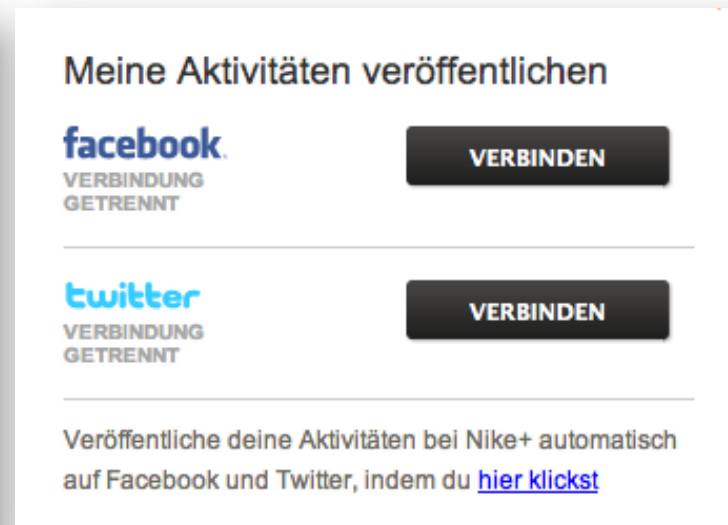 Meine Aktivitäten veröffentlichen
facebook.
VERBINDEN
VERBINDUNG
GETRENNT
twitter
VERBINDEN
VERBINDUNG
GETRENNT
Veröffentliche deine Aktivitäten bei Nike+ automatisch
auf Facebook und Twitter, indem du hier klickst